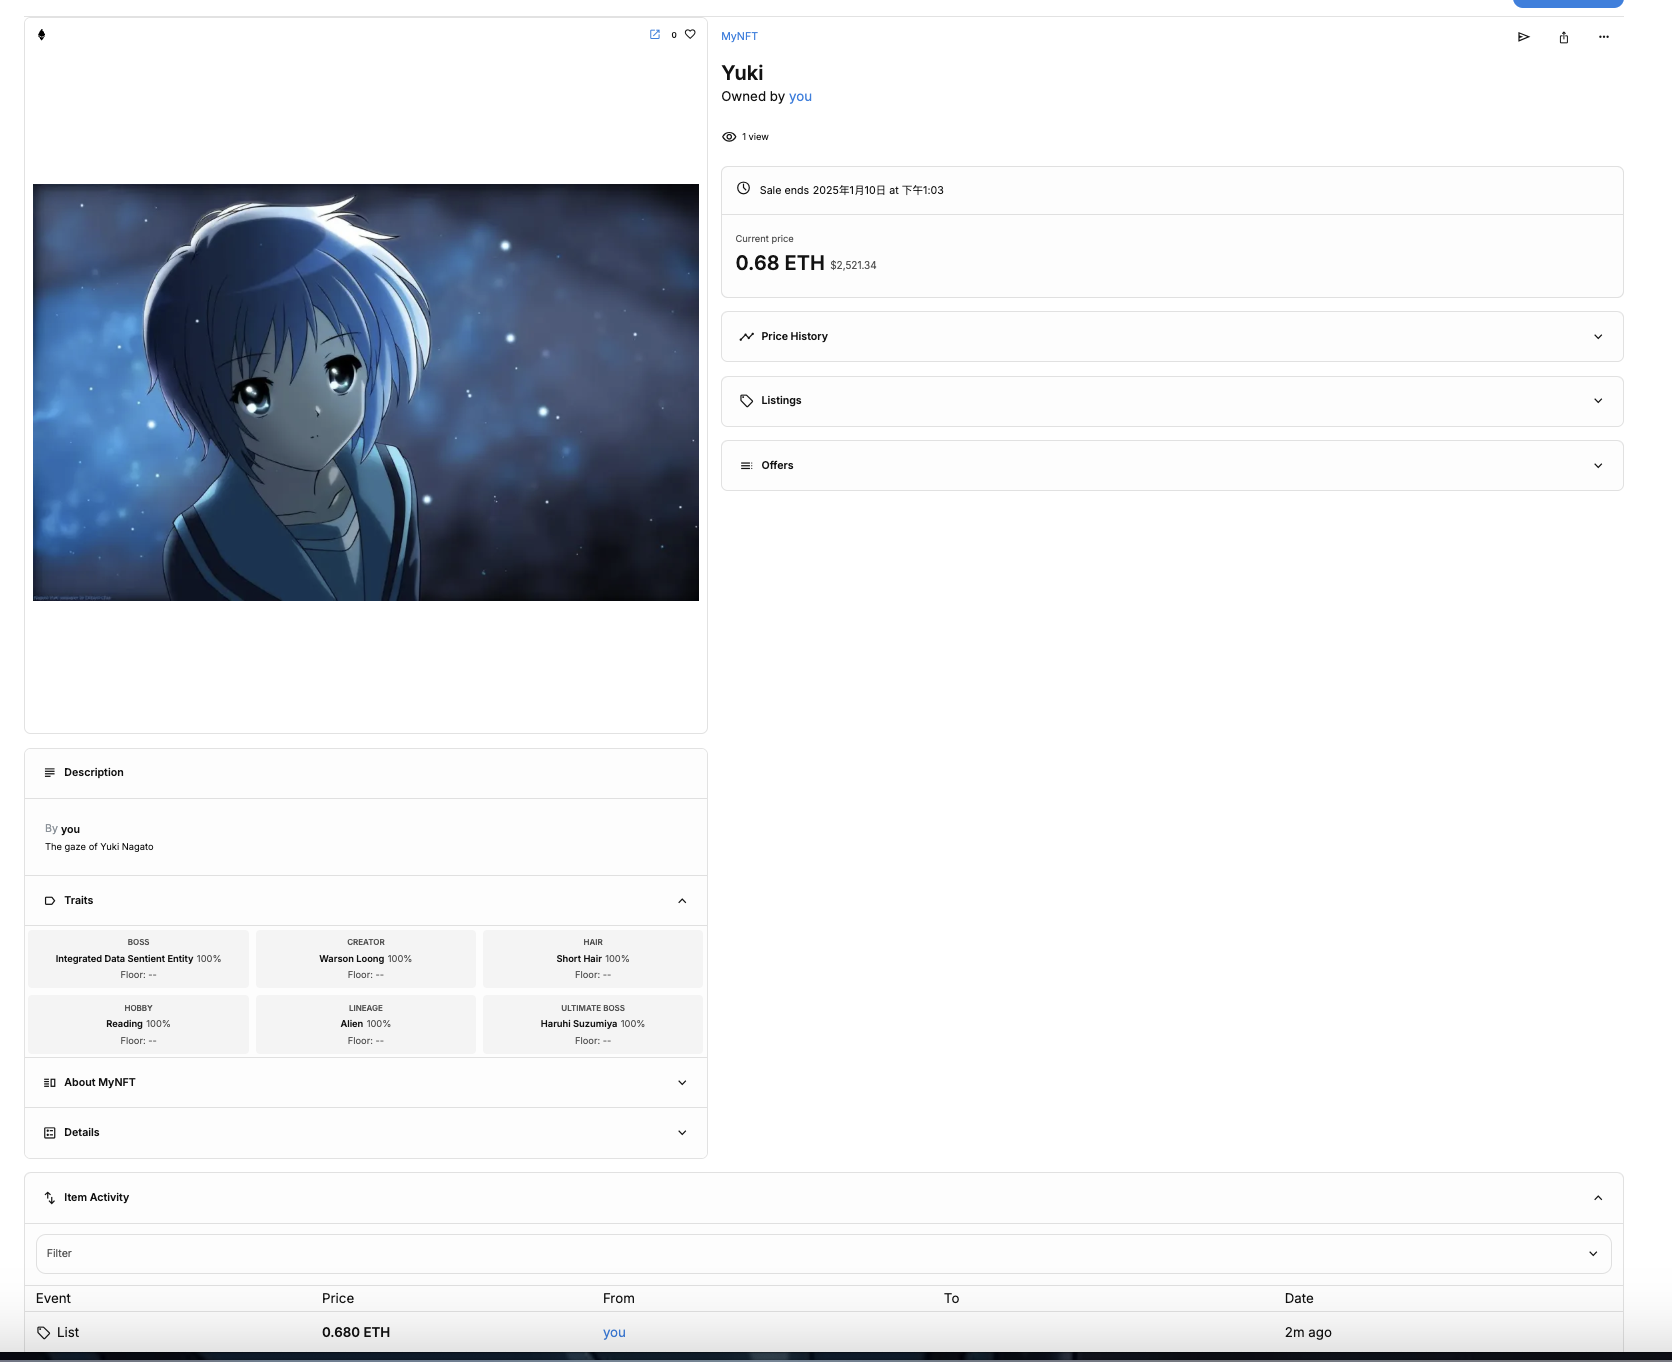 0
MyNFT
Yuki
Owned by you
1 view
Sale ends 2025年1月10日 at 下午1:03
Current price
0.68 ETH $2,521.34
Price History
Listings
Offers
Description
By you
The gaze of Yuki Nagato
Traits
BOSS
Integrated Data Sentient Entity 100%
Floor: --
CREATOR
Warson Loong 100%
Floor: --
HAIR
Short Hair 100%
Floor: --
HOBBY
Reading 100%
Floor: --
LINEAGE
Alien 100%
Floor: --
ULTIMATE BOSS
Haruhi Suzumiya 100%
Floor: --
About MyNFT
Details
Item Activity
Filter
Event Price From To Date
List 0.680 ETH you 2m ago